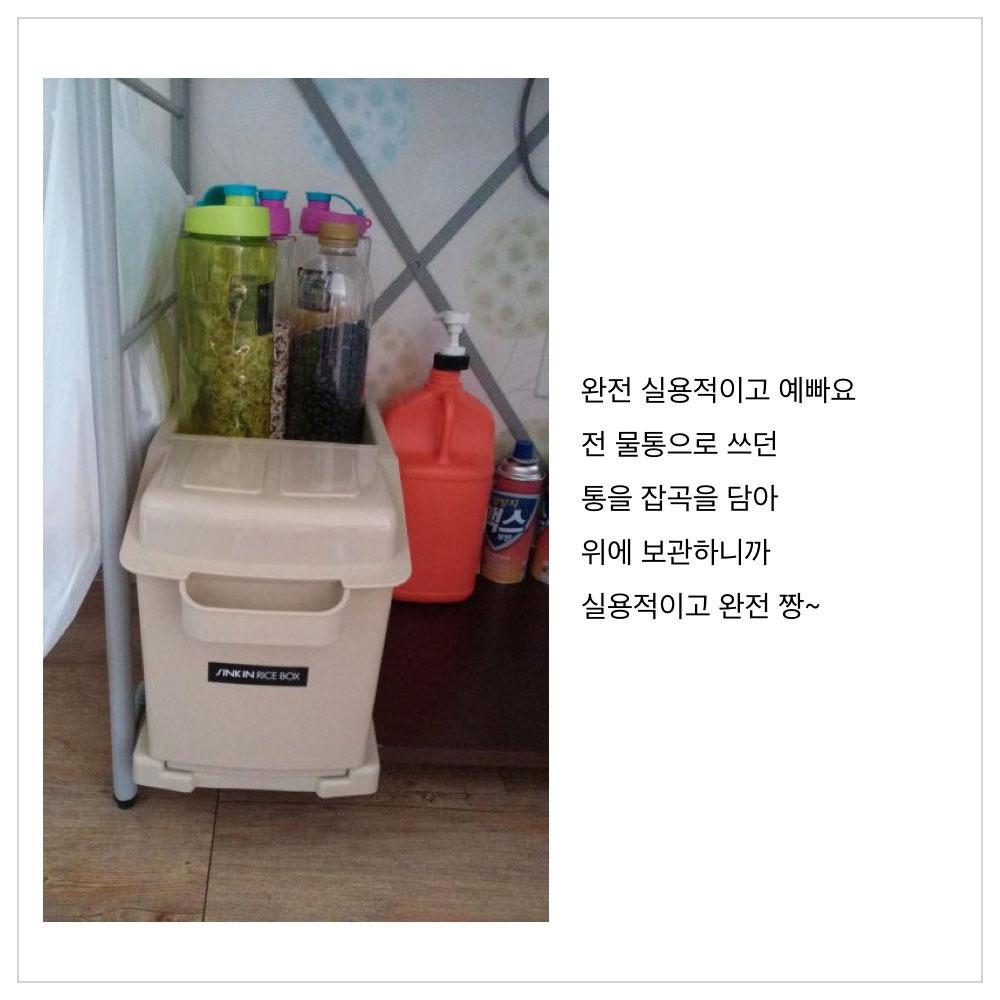 완전 실용적이고 예빠요
전 물통으로 쓰던
통을 잡곡을 담아
위에 보관하니까
실용적이고 완전 짱~
SINK IN RICE BOX
맥스